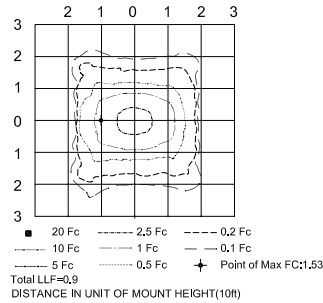 2 1 0 1 2 3
3
2
1
0
1
2
3
20 Fc 2.5 Fc 0.2 Fc
10 Fc 1 Fc 0.1 Fc
5 Fc 0.5 Fc Point of Max FC:1.53
Total LLF=0.9
DISTANCE IN UNIT OF MOUNT HEIGHT(10ft)